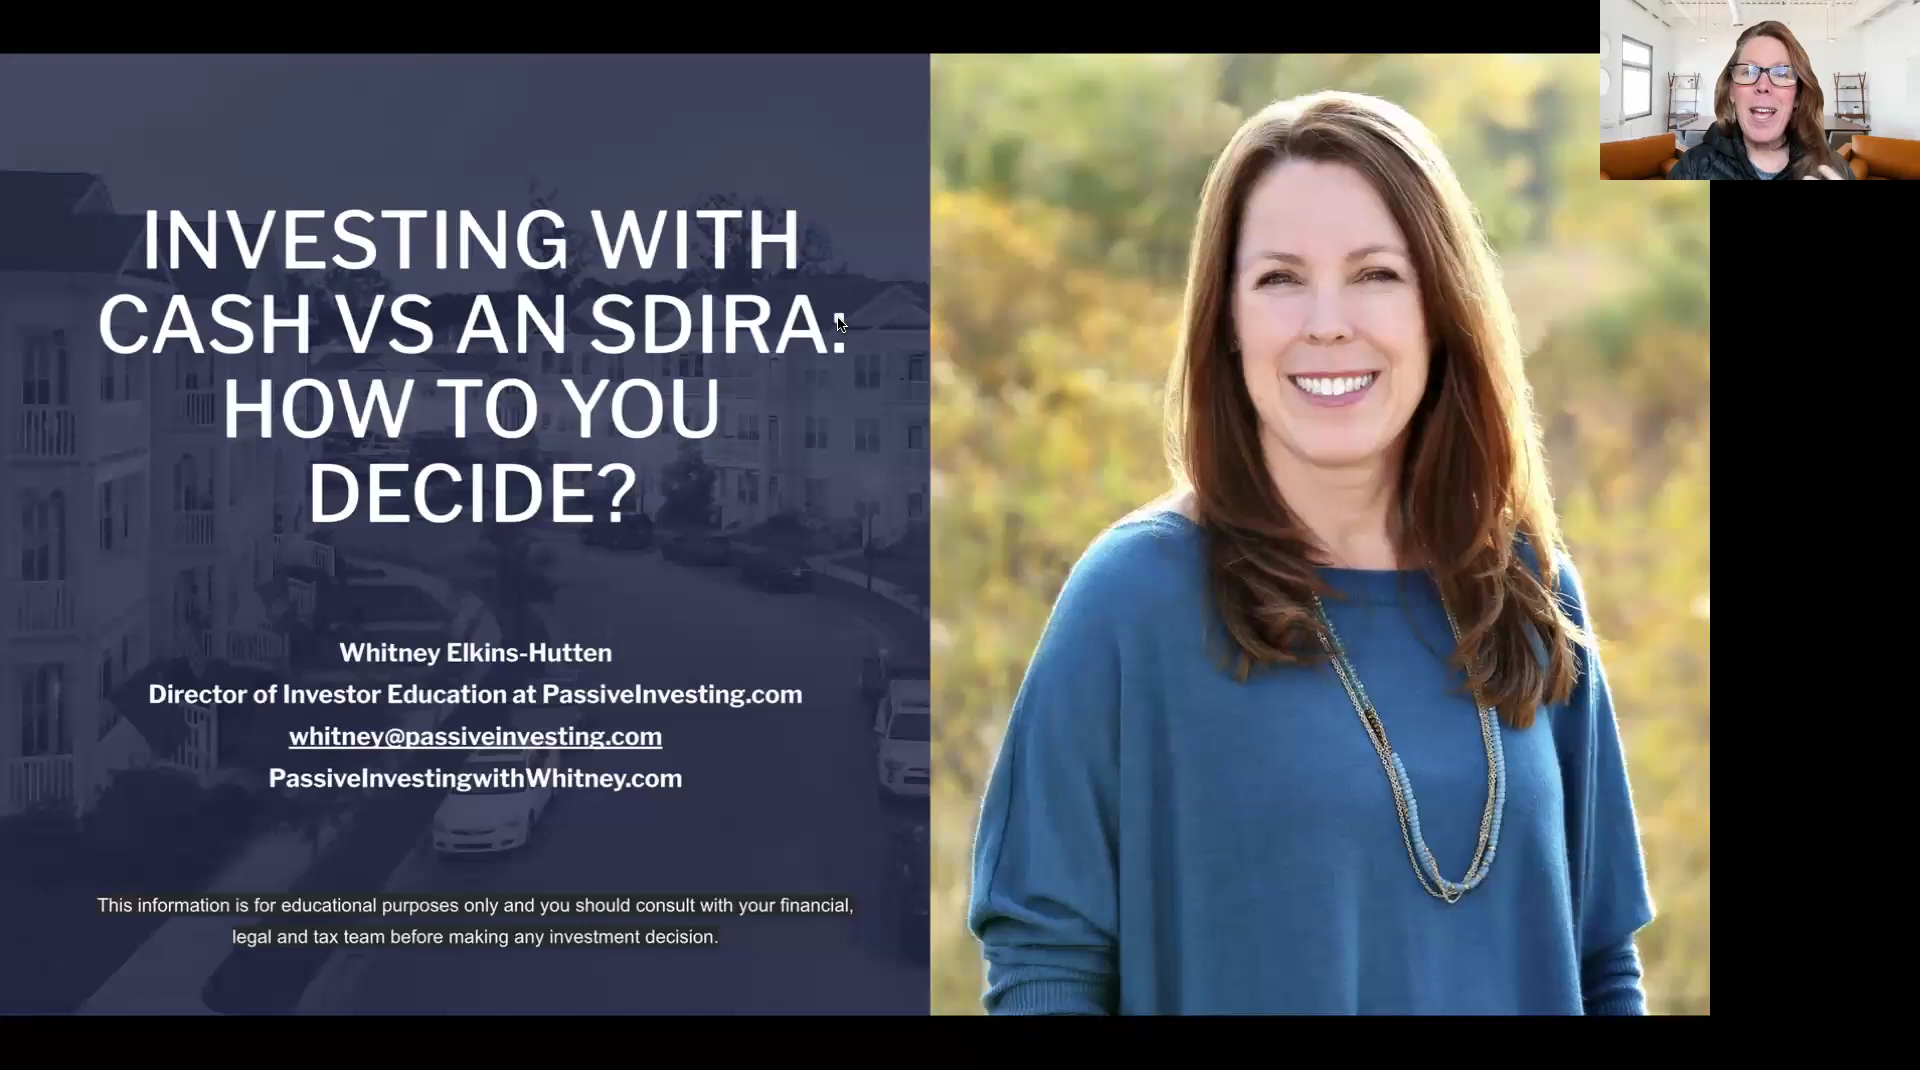 INVESTING WITH
CASH VS AN SDIRA:
HOW TO YOU
DECIDE?
Whitney Elkins-Hutten
Director of Investor Education at PassiveInvesting.com
whitney@passiveinvesting.com
PassiveInvestingwithWhitney.com
This information is for educational purposes only and you should consult with your financial,
legal and tax team before making any investment decision.